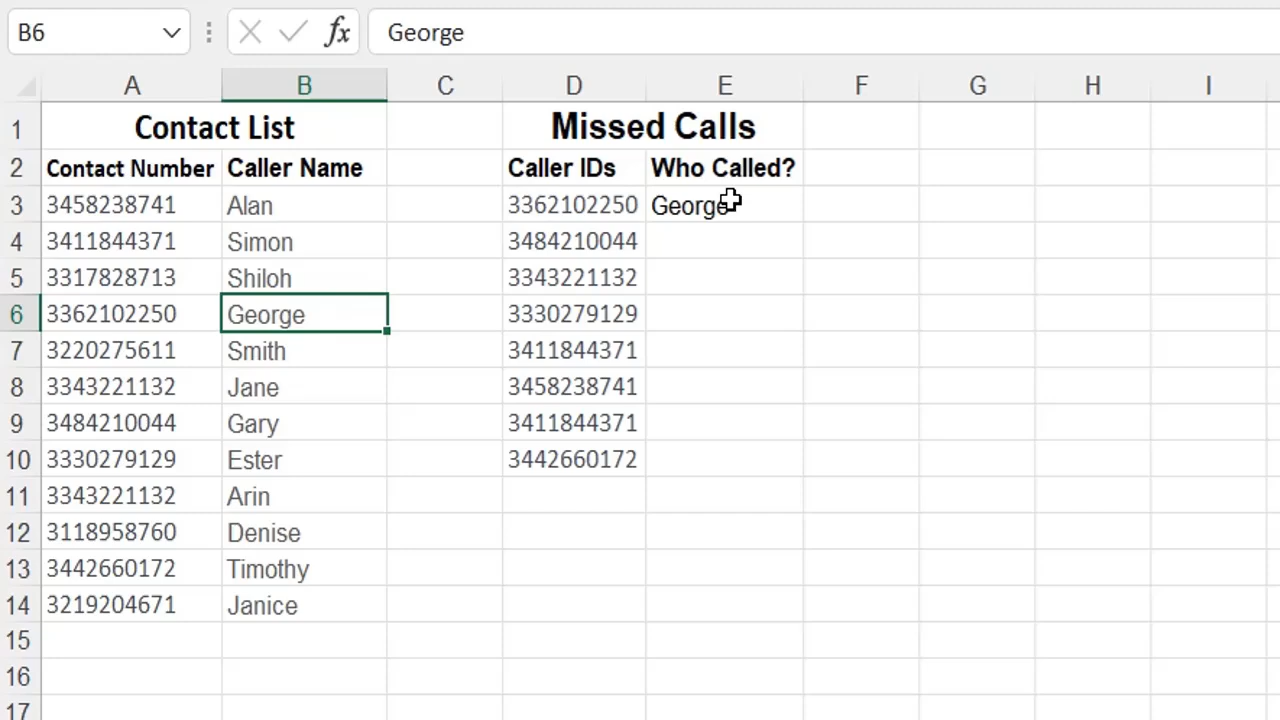 B6 fx George
A B C D E F G H I
1 Contact List Missed Calls
2 Contact Number Caller Name Caller IDs Who Called?
3 3458238741 Alan 3362102250 George
4 3411844371 Simon 3484210044
5 3317828713 Shiloh 3343221132
6 3362102250 George 3330279129
7 3220275611 Smith 3411844371
8 3343221132 Jane 3458238741
9 3484210044 Gary 3411844371
10 3330279129 Ester 3442660172
11 3343221132 Arin
12 3118958760 Denise
13 3442660172 Timothy
14 3219204671 Janice
15
16
17